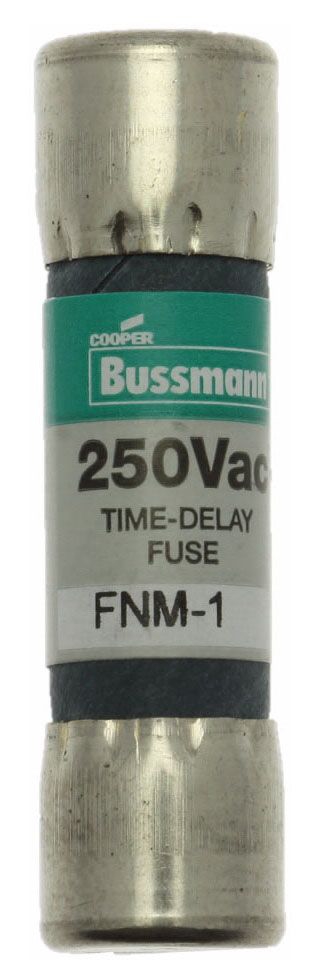 COOPER
Bussmann
250Vac
TIME-DELAY
FUSE
FNM-1